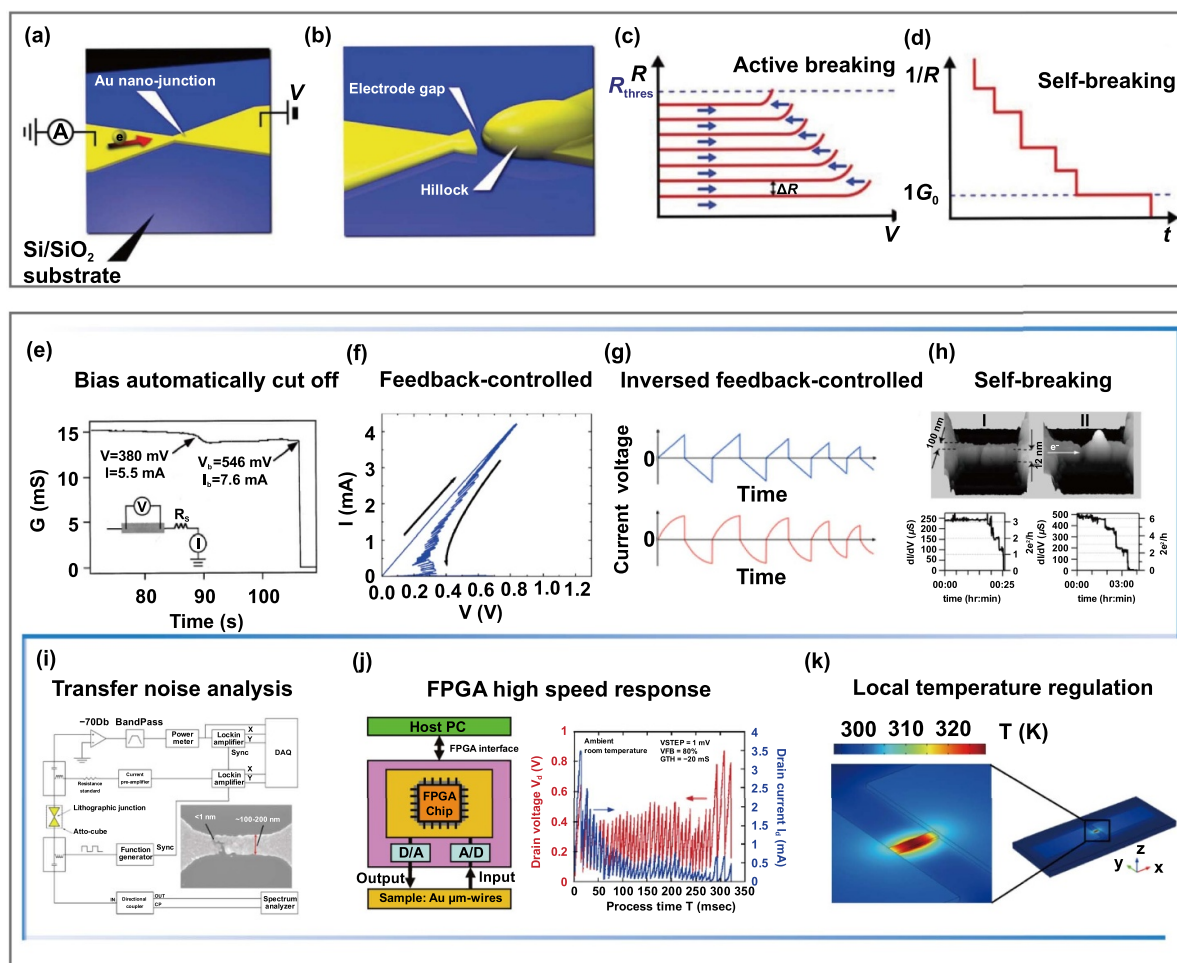 (a)
Au nano-junction
V
A
e
Si/SiO₂
substrate
(b)
Electrode gap
Hillock
(c)
R
Active breaking
R_thres
ΔR
V
(d)
1/R
Self-breaking
1G₀
t
(e)
Bias automatically cut off
G (mS)
15
10
5
0
V=380 mV
I=5.5 mA
V_b=546 mV
I_b=7.6 mA
V
R_s
I
80 90 100
Time (s)
(f)
Feedback-controlled
I (mA)
4
3
2
1
0
0.0 0.2 0.4 0.6 0.8 1.0 1.2
V (V)
(g)
Inversed feedback-controlled
Current voltage
0
Time
0
Time
(h)
Self-breaking
I
II
100 nm
e⁻
12 nm
dI/dV (µS)
250
200
150
100
50
0
3
2
1
0
2e²/h
00:00 00:25
time (hr:min)
dI/dV (µS)
500
400
300
200
100
0
6
4
2
0
2e²/h
00:00 03:00
time (hr:min)
(i)
Transfer noise analysis
−70Db BandPass
Power
meter
Lockin
amplifier
X
Y
DAQ
Sync
Resistance
standard
Current
pre-amplifier
Lockin
amplifier
X
Y
Lithographic junction
Atto-cube
Function
generator
Sync
<1 nm
~100-200 nm
IN
Directional
coupler
OUT
CP
Spectrum
analyzer
(j)
FPGA high speed response
Host PC
FPGA interface
FPGA
Chip
D/A
A/D
Output
Input
Sample: Au µm-wires
Drain voltage V_d (V)
1
0.8
0.6
0.4
0.2
0
Ambient
room temperature
VSTEP = 1 mV
VFB = 80%
GTH = −20 mS
4
3.5
3
2.5
2
1.5
1
0.5
0
Drain current I_d (mA)
0 50 100 150 200 250 300 350
Process time T (msec)
(k)
Local temperature regulation
300 310 320 T (K)
z
y
x